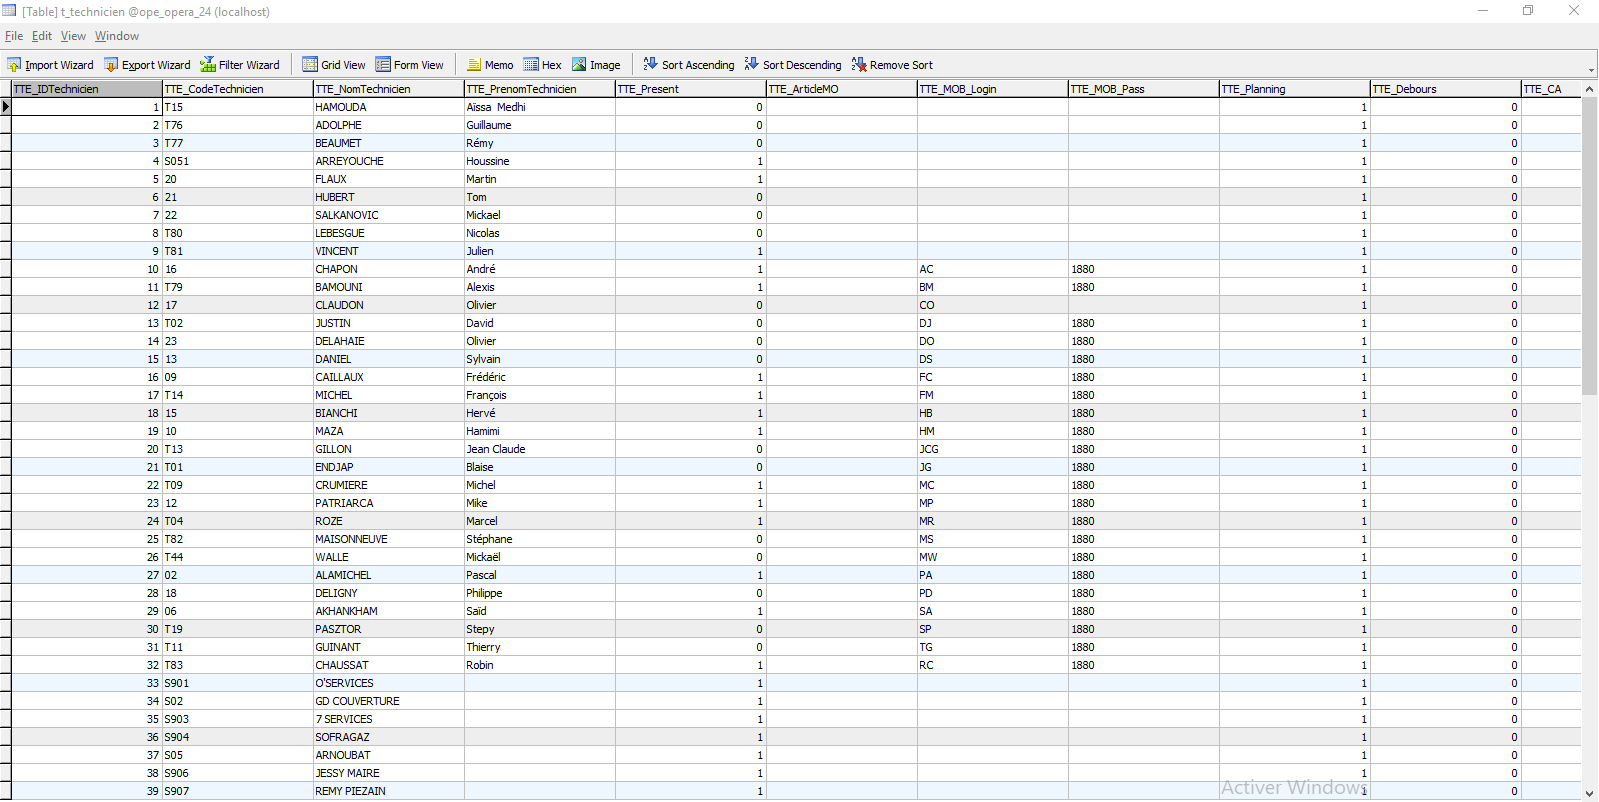 [Table] t_technicien @ope_opera_24 (localhost)
File Edit View Window
Import Wizard Export Wizard Filter Wizard Grid View Form View Memo Hex Image Sort Ascending Sort Descending Remove Sort
TTE_IDTechnicien TTE_CodeTechnicien TTE_NomTechnicien TTE_PrenomTechnicien TTE_Present TTE_ArticleMO TTE_MOB_Login TTE_MOB_Pass TTE_Planning TTE_Debours TTE_CA
1 T15 HAMOUDA Aïssa Medhi 0 1 0
2 T76 ADOLPHE Guillaume 0 1 0
3 T77 BEAUMET Rémy 0 1 0
4 S051 ARREYOUCHE Houssine 1 1 0
5 20 FLAUX Martin 1 1 0
6 21 HUBERT Tom 0 1 0
7 22 SALKANOVIC Mickael 0 1 0
8 T80 LEBESGUE Nicolas 0 1 0
9 T81 VINCENT Julien 1 1 0
10 16 CHAPON André 1 AC 1880 1 0
11 T79 BAMOUNI Alexis 1 BM 1880 1 0
12 17 CLAUDON Olivier 0 CO 1 0
13 T02 JUSTIN David 0 DJ 1880 1 0
14 23 DELAHAIE Olivier 0 DO 1880 1 0
15 13 DANIEL Sylvain 0 DS 1880 1 0
16 09 CAILLAUX Frédéric 1 FC 1880 1 0
17 T14 MICHEL François 1 FM 1880 1 0
18 15 BIANCHI Hervé 1 HB 1880 1 0
19 10 MAZA Hamimi 1 HM 1880 1 0
20 T13 GILLON Jean Claude 0 JCG 1880 1 0
21 T01 ENDJAP Blaise 0 JG 1880 1 0
22 T09 CRUMIERE Michel 1 MC 1880 1 0
23 12 PATRIARCA Mike 1 MP 1880 1 0
24 T04 ROZE Marcel 1 MR 1880 1 0
25 T82 MAISONNEUVE Stéphane 0 MS 1880 1 0
26 T44 WALLE Mickaël 0 MW 1880 1 0
27 02 ALAMICHEL Pascal 1 PA 1880 1 0
28 18 DELIGNY Philippe 0 PD 1880 1 0
29 06 AKHANKHAM Saïd 1 SA 1880 1 0
30 T19 PASZTOR Stepy 0 SP 1880 1 0
31 T11 GUINANT Thierry 0 TG 1880 1 0
32 T83 CHAUSSAT Robin 1 RC 1880 1 0
33 S901 O'SERVICES 1 1 0
34 S02 GD COUVERTURE 1 1 0
35 S903 7 SERVICES 1 1 0
36 S904 SOFRAGAZ 1 1 0
37 S05 ARNOUBAT 1 1 0
38 S906 JESSY MAIRE 1 1 0
39 S907 REMY PIEZAIN 1 1 0
Activer Windows